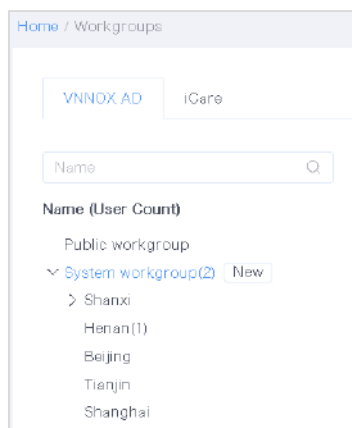 Home / Workgroups
VNNOX AD iCare
Name
Name (User Count)
Public workgroup
System workgroup(2) New
Shanxi
Henan(1)
Beijing
Tianjin
Shanghai